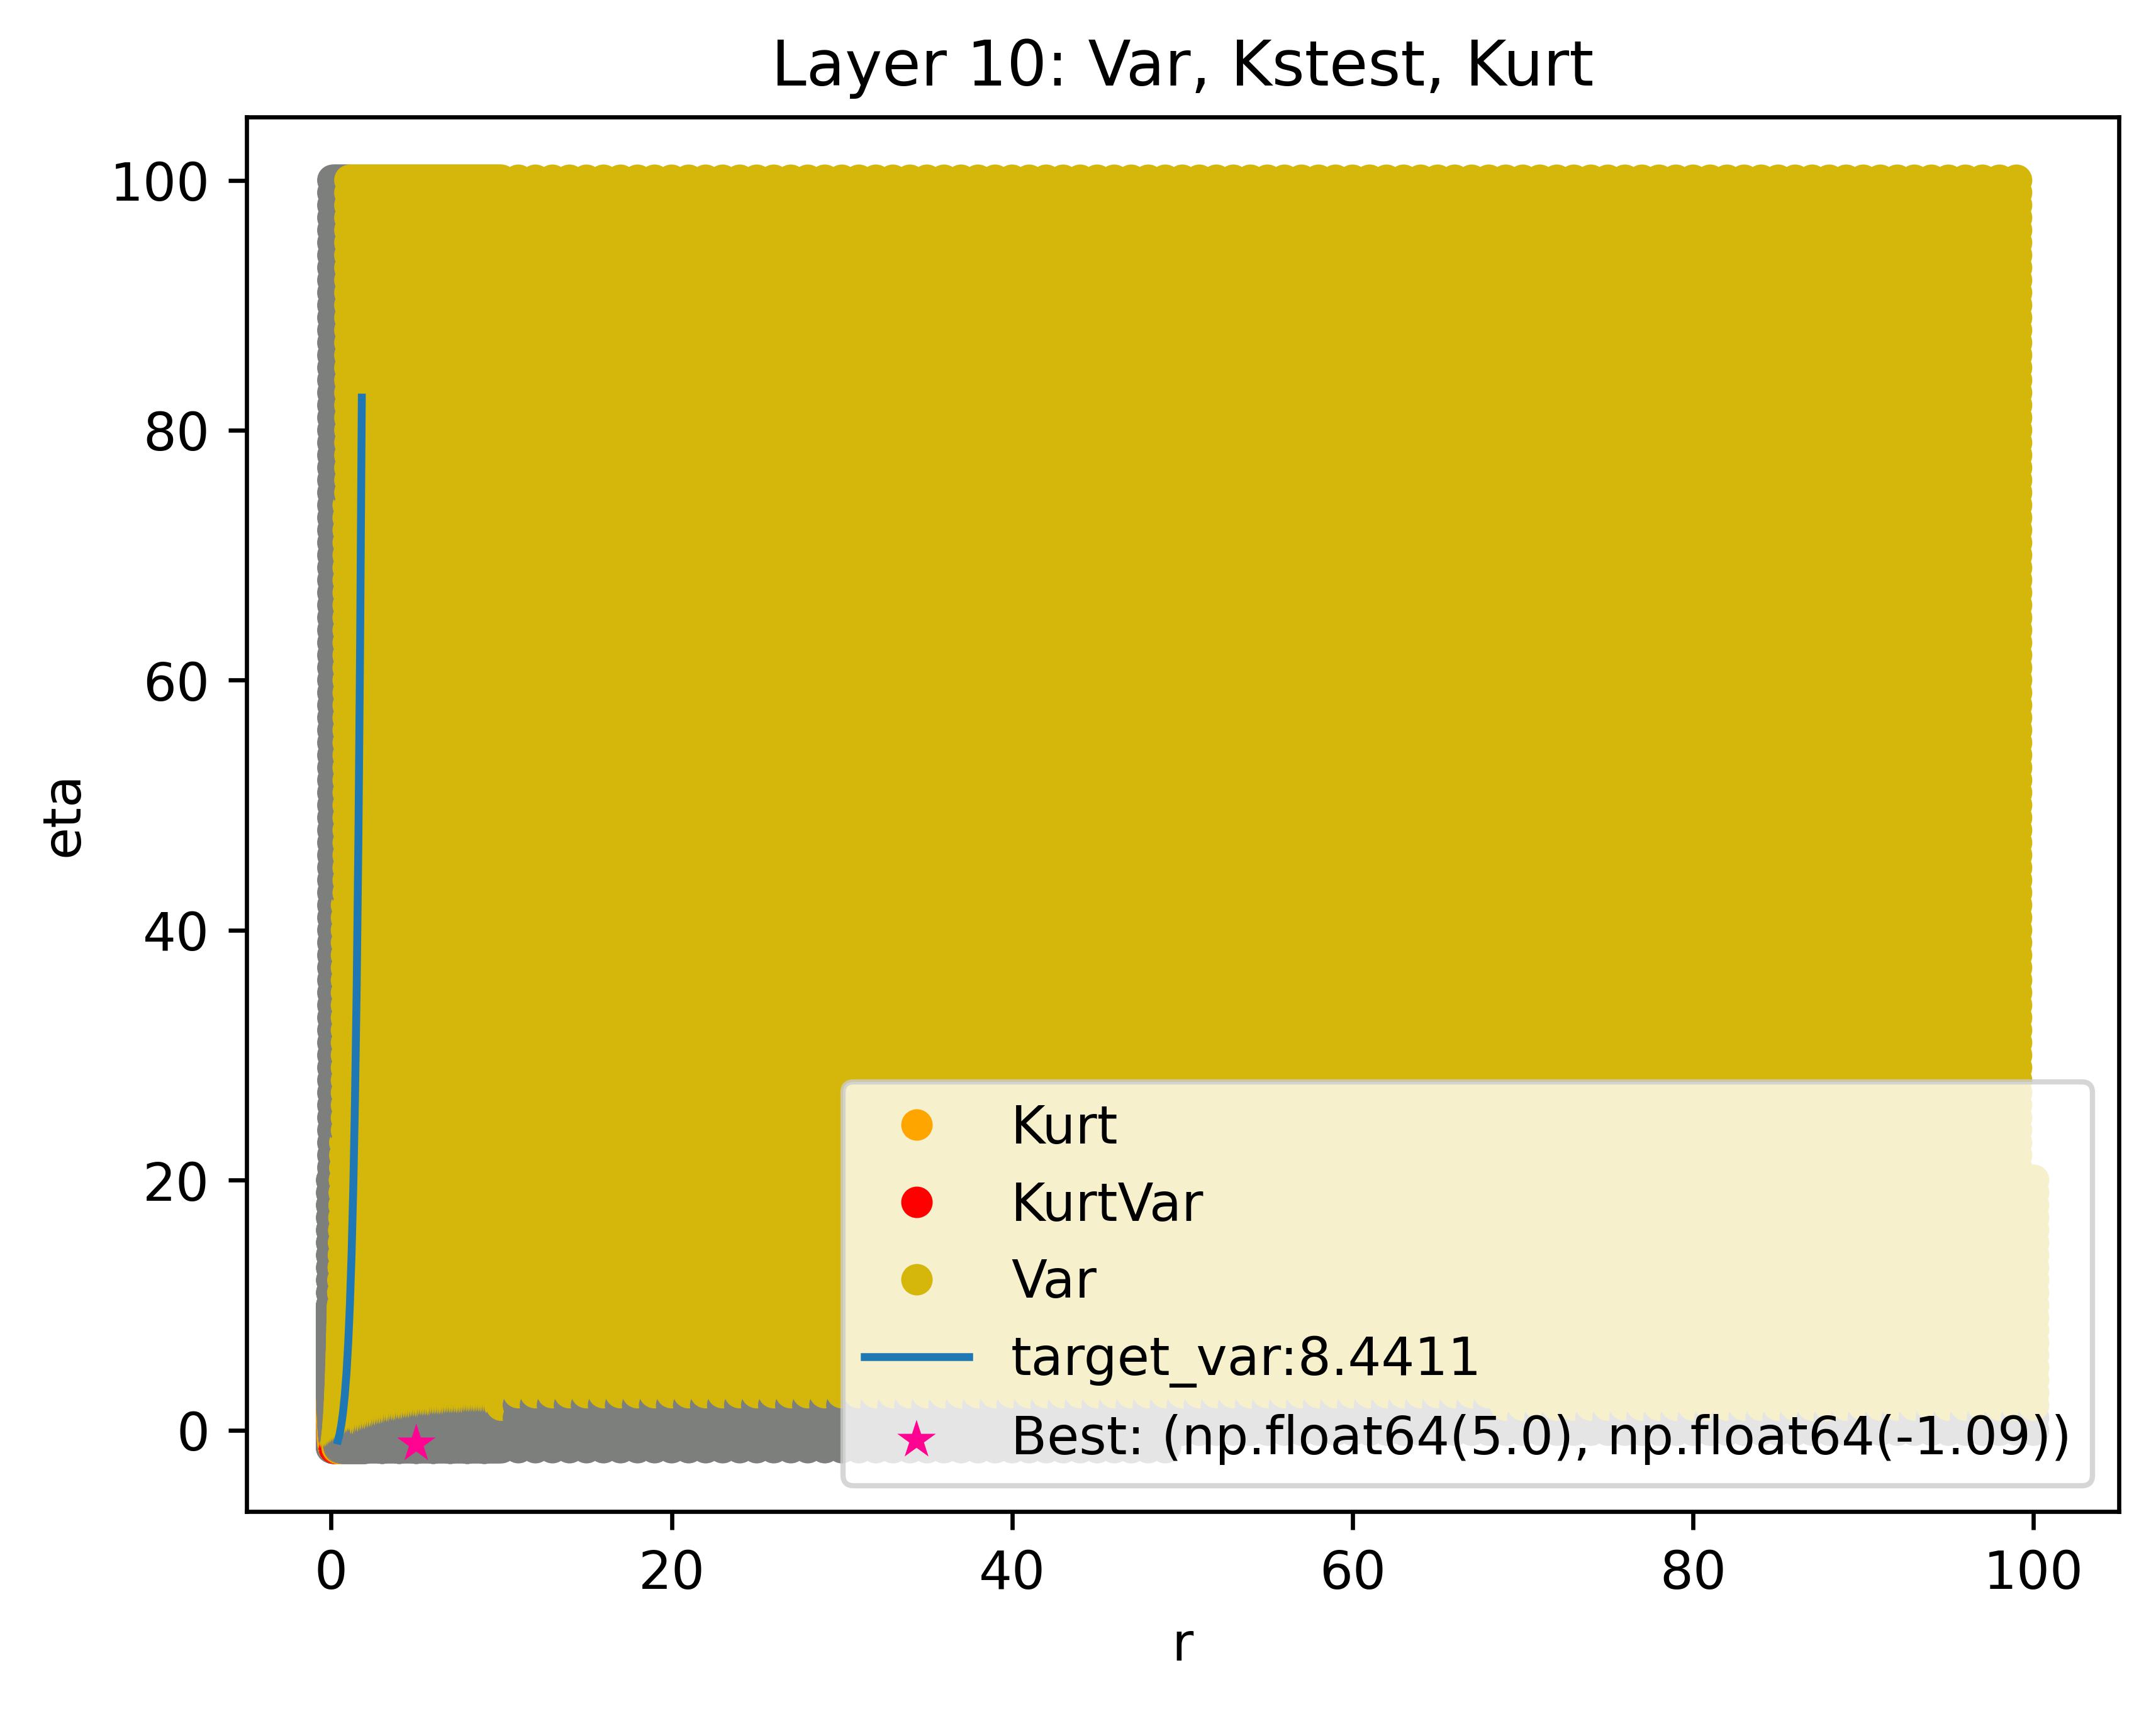 Layer 10: Var, Kstest, Kurt
100
80
60
40
20
0
eta
Kurt
KurtVar
Var
target_var:8.4411
Best: (np.float64(5.0), np.float64(-1.09))
0 20 40 60 80 100
r